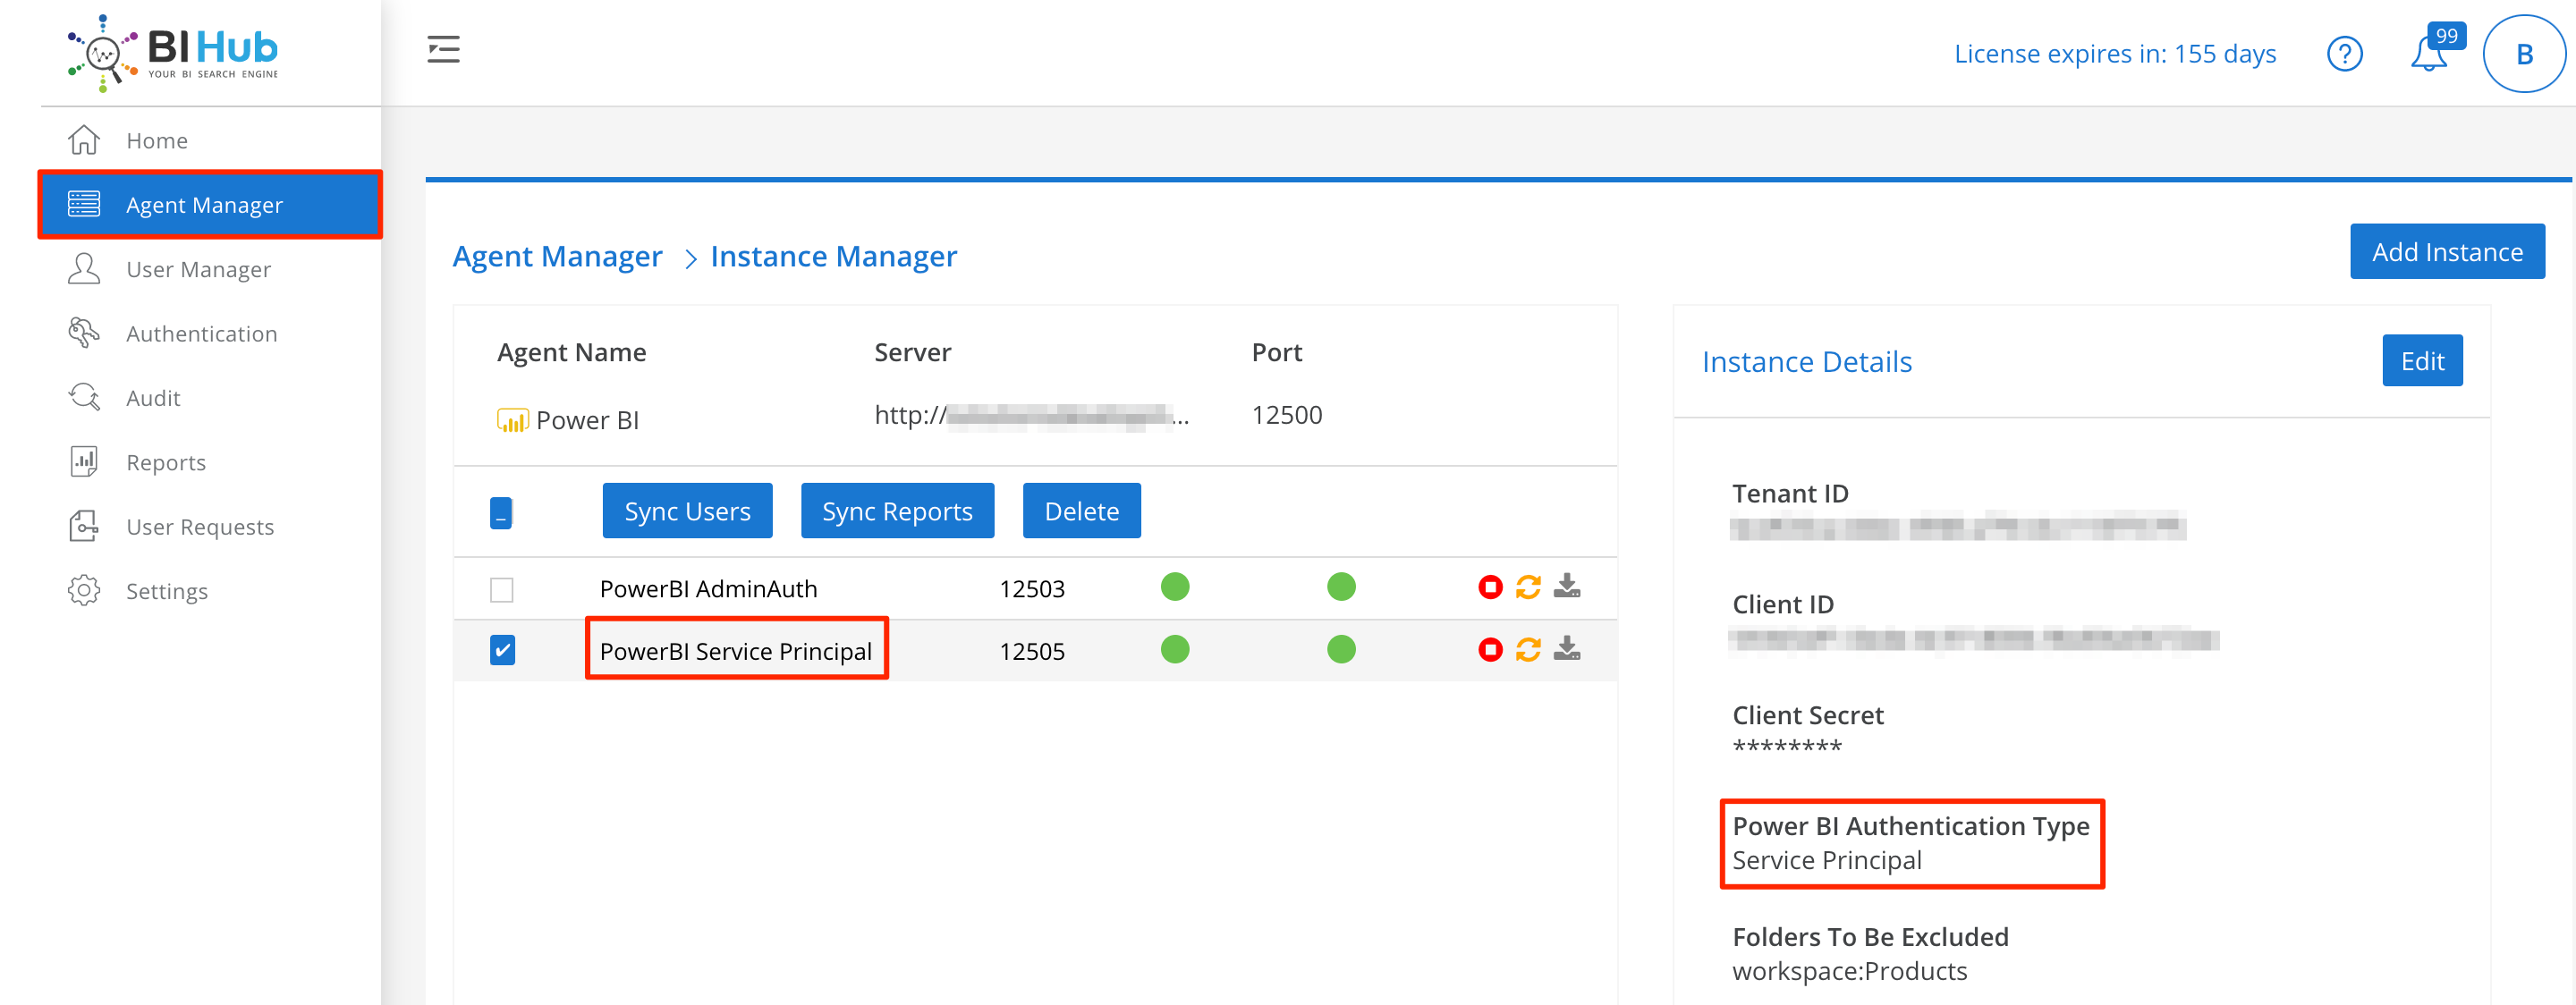 BI Hub
YOUR BI SEARCH ENGINE
License expires in: 155 days
?
99
B
Home
Agent Manager
User Manager
Authentication
Audit
Reports
User Requests
Settings
Agent Manager > Instance Manager
Add Instance
Agent Name Server Port
Power BI http:// ... 12500
Sync Users Sync Reports Delete
PowerBI AdminAuth 12503
PowerBI Service Principal 12505
Instance Details
Edit
Tenant ID
Client ID
Client Secret
********
Power BI Authentication Type
Service Principal
Folders To Be Excluded
workspace:Products